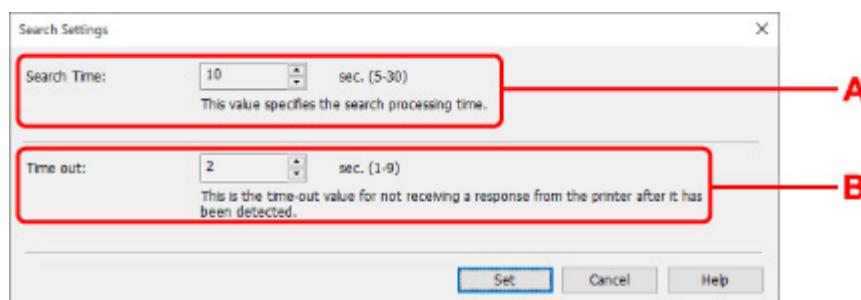 Search Settings
Search Time: 10 sec. (5-30)
This value specifies the search processing time.
A
Time out: 2 sec. (1-9)
This is the time-out value for not receiving a response from the printer after it has
been detected.
B
Set Cancel Help